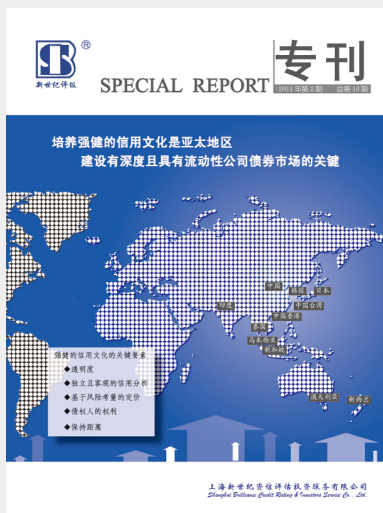 ®
新世纪评级
SPECIAL REPORT
专刊
2011年第2期 总第10期
培养强健的信用文化是亚太地区
建设有深度且具有流动性公司债券市场的关键
中国
韩国
日本
印度
中国台湾
中国香港
泰国
马来西亚
新加坡
澳大利亚
新西兰
强健的信用文化的关键要素
◆透明度
◆独立且客观的信用分析
◆基于风险考量的定价
◆债权人的权利
◆保持距离
上海新世纪资信评估投资服务有限公司
Shanghai Brilliance Credit Rating & Investors Service Co., Ltd.